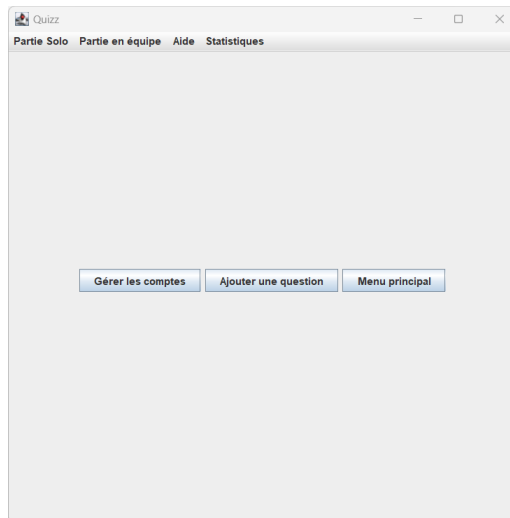 Quizz
Partie Solo Partie en équipe Aide Statistiques
Gérer les comptes Ajouter une question Menu principal